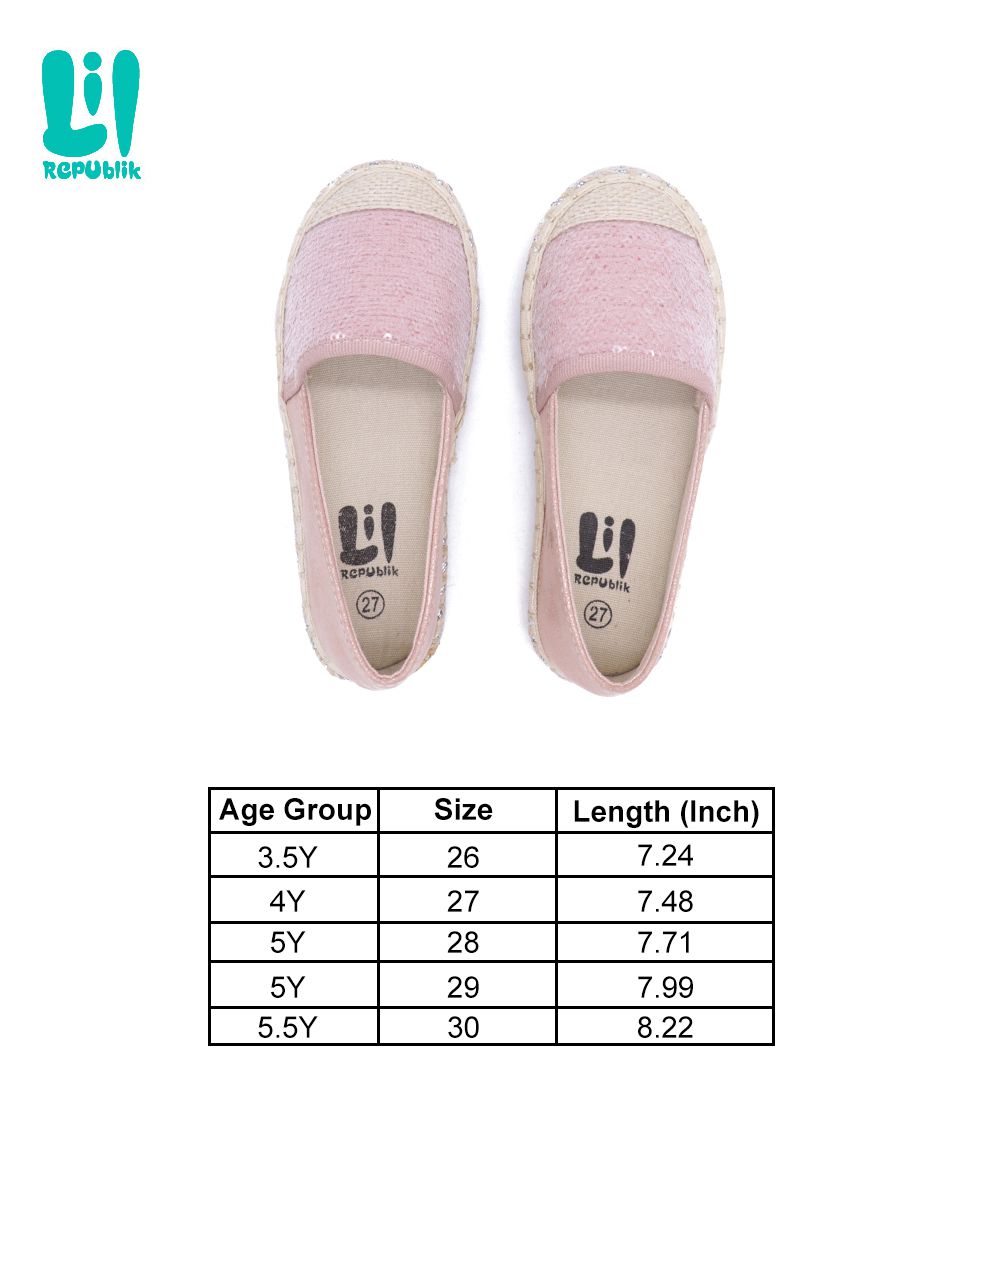 Lil
RePUblik
Lil
RePUblik
27
Lil
RePUblik
27
Age Group Size Length (Inch)
3.5Y 26 7.24
4Y 27 7.48
5Y 28 7.71
5Y 29 7.99
5.5Y 30 8.22